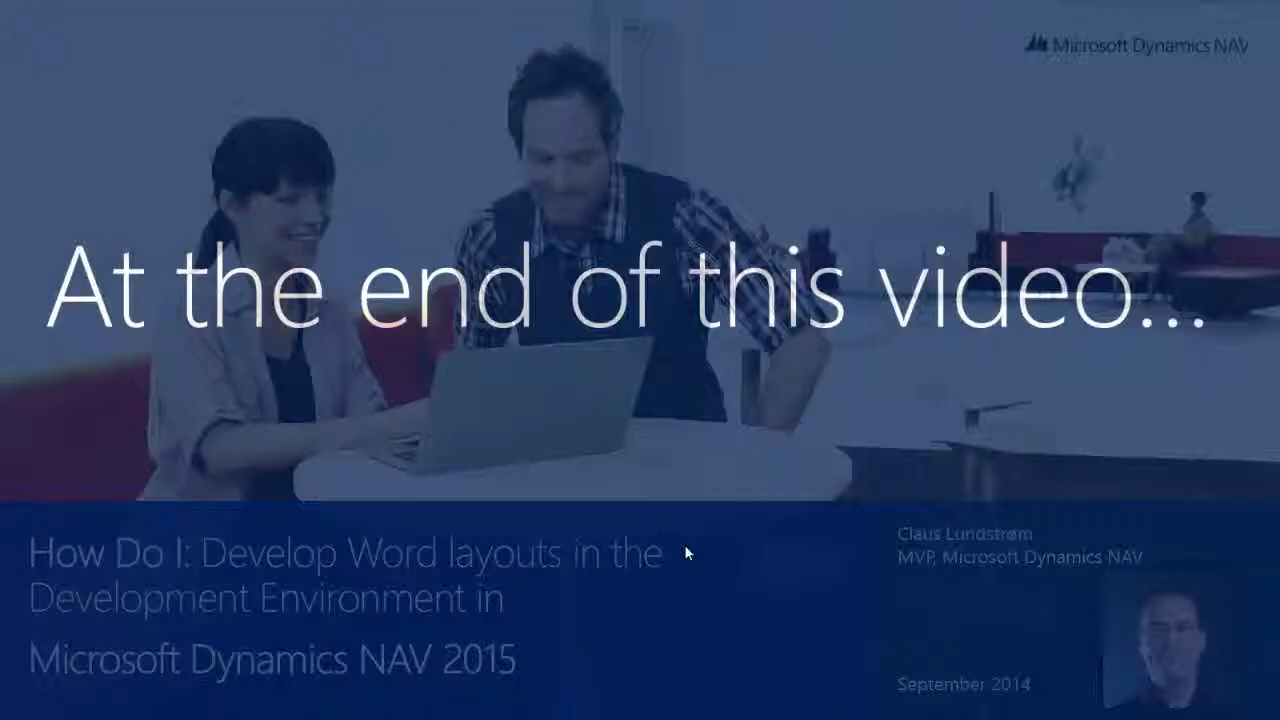 Microsoft Dynamics NAV
At the end of this video...
How Do I: Develop Word layouts in the
Development Environment in
Microsoft Dynamics NAV 2015
Claus Lundstrøm
MVP, Microsoft Dynamics NAV
September 2014